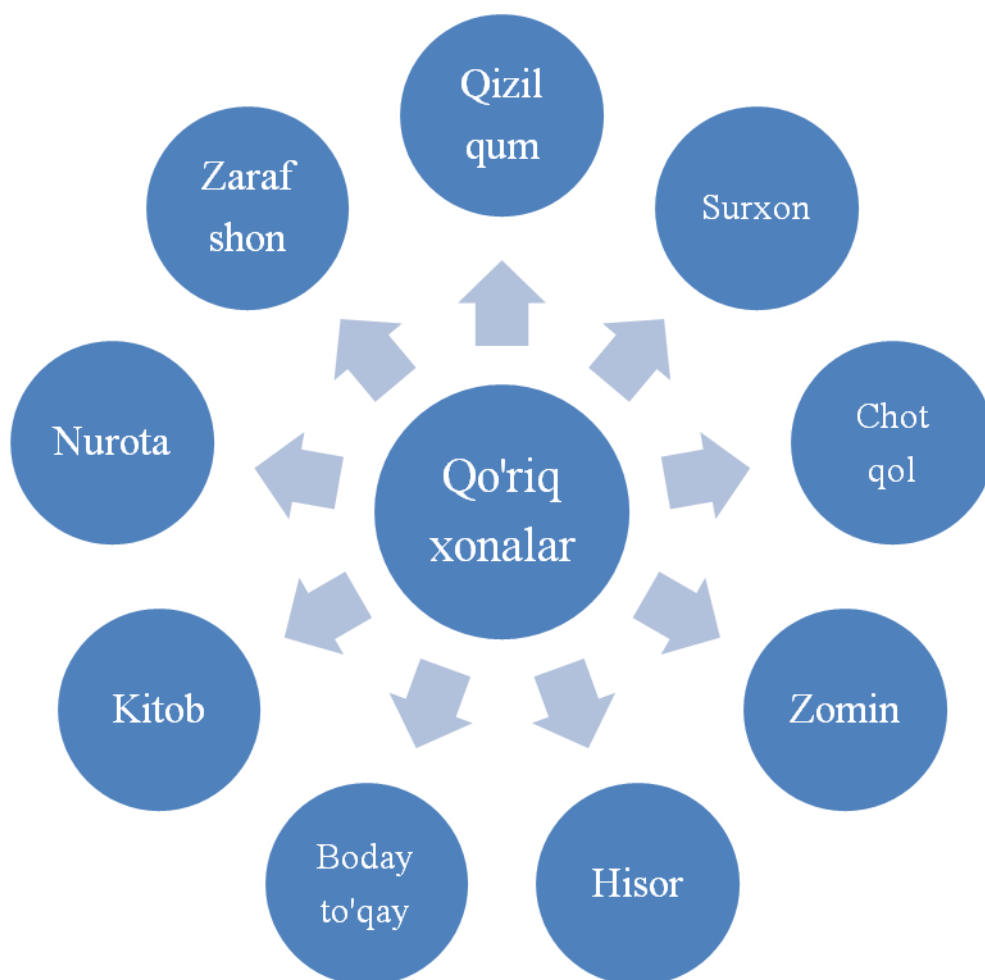 Qizil
qum
Surxon
Chot
qol
Zomin
Hisor
Boday
to'qay
Kitob
Nurota
Zaraf
shon
Qo'riq
xonalar